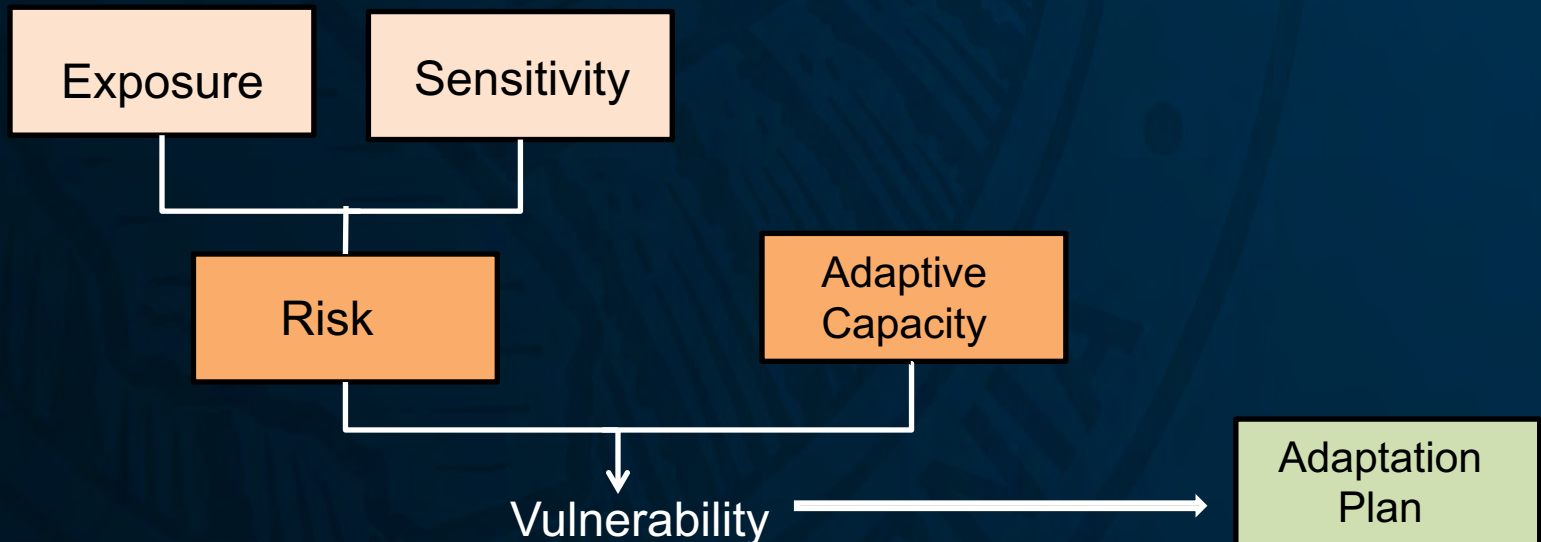 Exposure
Sensitivity
Risk
Adaptive
Capacity
Vulnerability
Adaptation
Plan